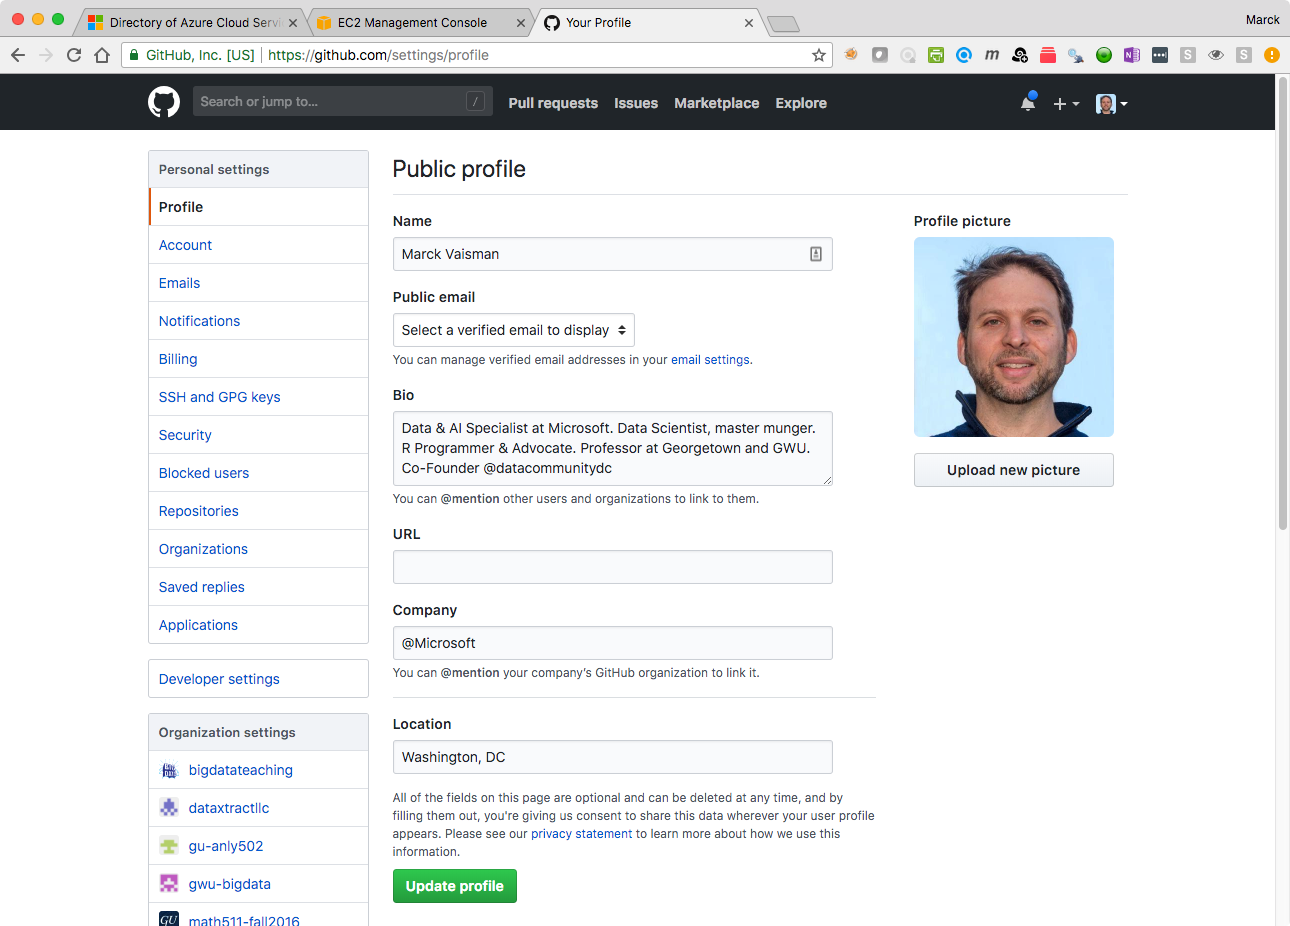 Directory of Azure Cloud Servi
EC2 Management Console
Your Profile
Marck
GitHub, Inc. [US]
https://github.com/settings/profile
Search or jump to...
/
Pull requests
Issues
Marketplace
Explore
Personal settings
Profile
Account
Emails
Notifications
Billing
SSH and GPG keys
Security
Blocked users
Repositories
Organizations
Saved replies
Applications
Developer settings
Organization settings
bigdatateaching
dataxtractllc
gu-anly502
gwu-bigdata
GU
math511-fall2016
Public profile
Name
Marck Vaisman
Public email
Select a verified email to display
You can manage verified email addresses in your email settings.
Bio
Data & AI Specialist at Microsoft. Data Scientist, master munger.
R Programmer & Advocate. Professor at Georgetown and GWU.
Co-Founder @datacommunitydc
You can @mention other users and organizations to link to them.
URL
Company
@Microsoft
You can @mention your company's GitHub organization to link it.
Location
Washington, DC
All of the fields on this page are optional and can be deleted at any time, and by
filling them out, you're giving us consent to share this data wherever your user profile
appears. Please see our privacy statement to learn more about how we use this
information.
Update profile
Profile picture
Upload new picture